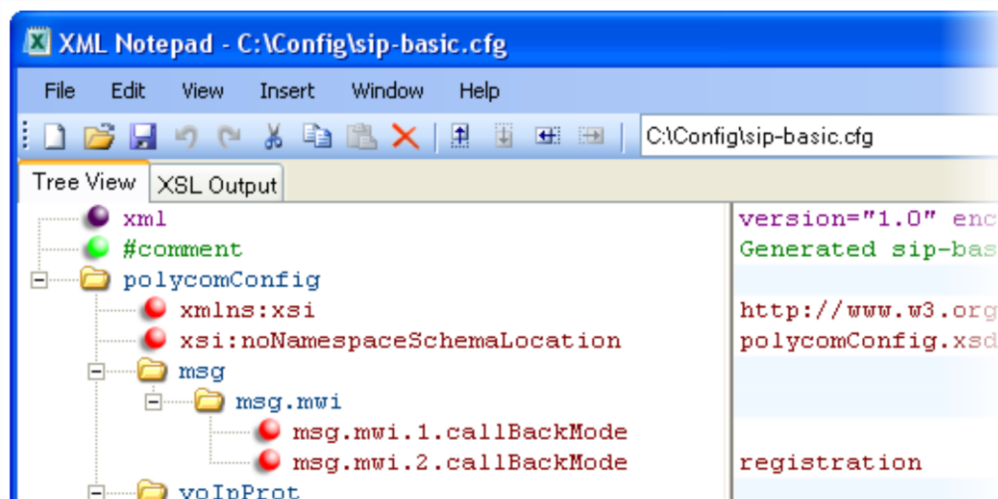 XML Notepad - C:\Config\sip-basic.cfg
File Edit View Insert Window Help
C:\Config\sip-basic.cfg
Tree View XSL Output
xml version="1.0" enc
#comment Generated sip-bas
polycomConfig
xmlns:xsi http://www.w3.org
xsi:noNamespaceSchemaLocation polycomConfig.xsd
msg
msg.mwi
msg.mwi.1.callBackMode
msg.mwi.2.callBackMode registration
voIpProt